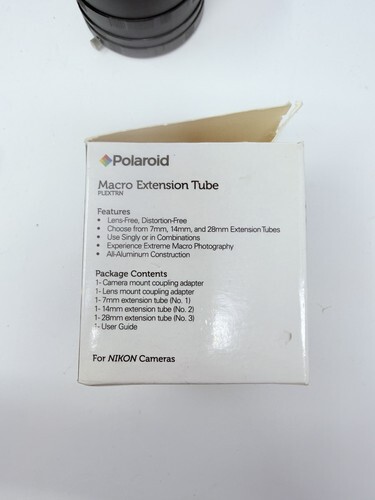 Polaroid
Macro Extension Tube
PLEXTRN
Features
• Lens-Free, Distortion-Free
• Choose from 7mm, 14mm, and 28mm Extension Tubes
• Use Singly or in Combinations
• Experience Extreme Macro Photography
• All-Aluminum Construction
Package Contents
1- Camera mount coupling adapter
1- Lens mount coupling adapter
1- 7mm extension tube (No. 1)
1- 14mm extension tube (No. 2)
1- 28mm extension tube (No. 3)
1- User Guide
For NIKON Cameras